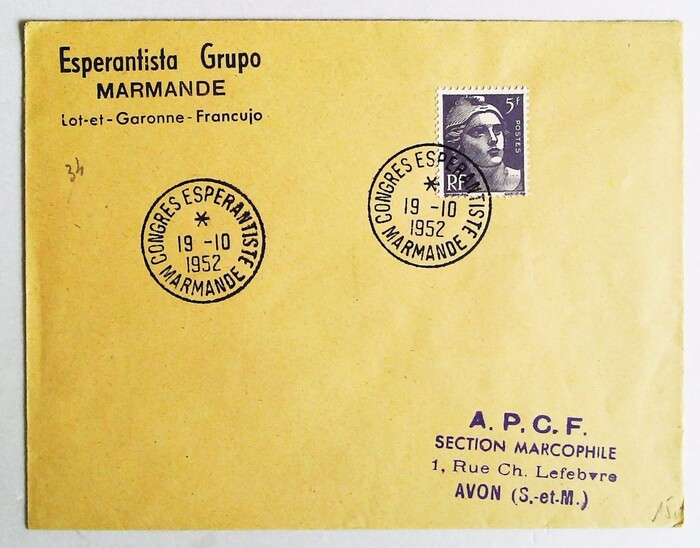 Esperantista Grupo
MARMANDE
Lot-et-Garonne-Francujo
34
CONGRES ESPERANTISTE
*
19 -10
1952
MARMANDE
5f
POSTES
RF
CONGRES ESPERANTISTE
*
19 -10
1952
MARMANDE
A. P. C. F.
SECTION MARCOPHILE
1, Rue Ch. Lefebvre
AVON (S.-et-M.)